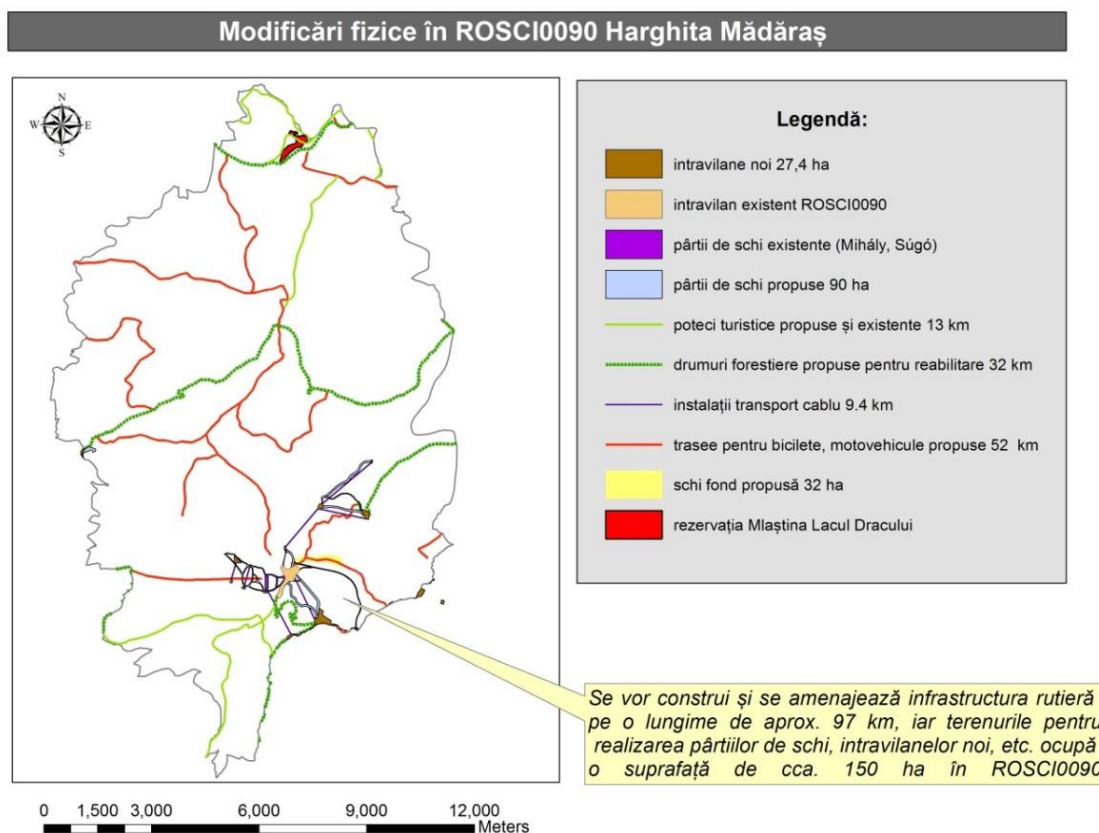 Modificări fizice în ROSCI0090 Harghita Mădăraș
N
W E
S
Legendă:
intravilane noi 27,4 ha
intravilan existent ROSCI0090
pârtii de schi existente (Mihály, Súgó)
pârtii de schi propuse 90 ha
poteci turistice propuse și existente 13 km
drumuri forestiere propuse pentru reabilitare 32 km
instalații transport cablu 9.4 km
trasee pentru bicilete, motovehicule propuse 52 km
schi fond propusă 32 ha
rezervația Mlaștina Lacul Dracului
Se vor construi și se amenajează infrastructura rutieră
pe o lungime de aprox. 97 km, iar terenurile pentru
realizarea pârtiilor de schi, intravilanelor noi, etc. ocupă
o suprafață de cca. 150 ha în ROSCI0090
0 1,500 3,000 6,000 9,000 12,000
Meters